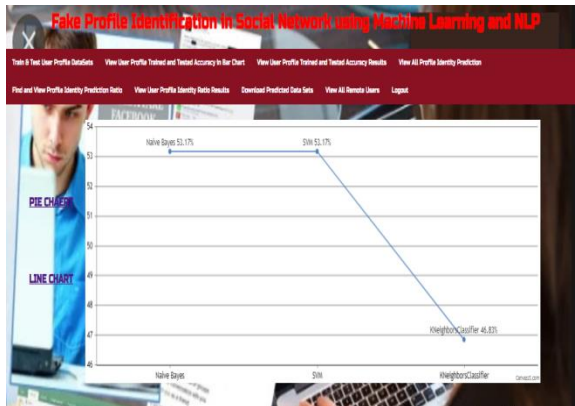 Fake Profile Identification in Social Network using Machine Learning and NLP
Train & Test User Profile DataSets View User Profile Trained and Tested Accuracy in Bar Chart View User Profile Trained and Tested Accuracy Results View All Profile Identity Prediction
Find and View Profile Identity Prediction Ratio View User Profile Identity Ratio Results Download Predicted Data Sets View All Remote Users Logout
FACEBOOK
PIE CHART
LINE CHART
54
53
52
51
50
49
48
47
46
Naive Bayes 53.17%
SVM 53.17%
KNeighborsClassifier 46.83%
Naive Bayes SVM KNeighborsClassifier
CanvasJS.com